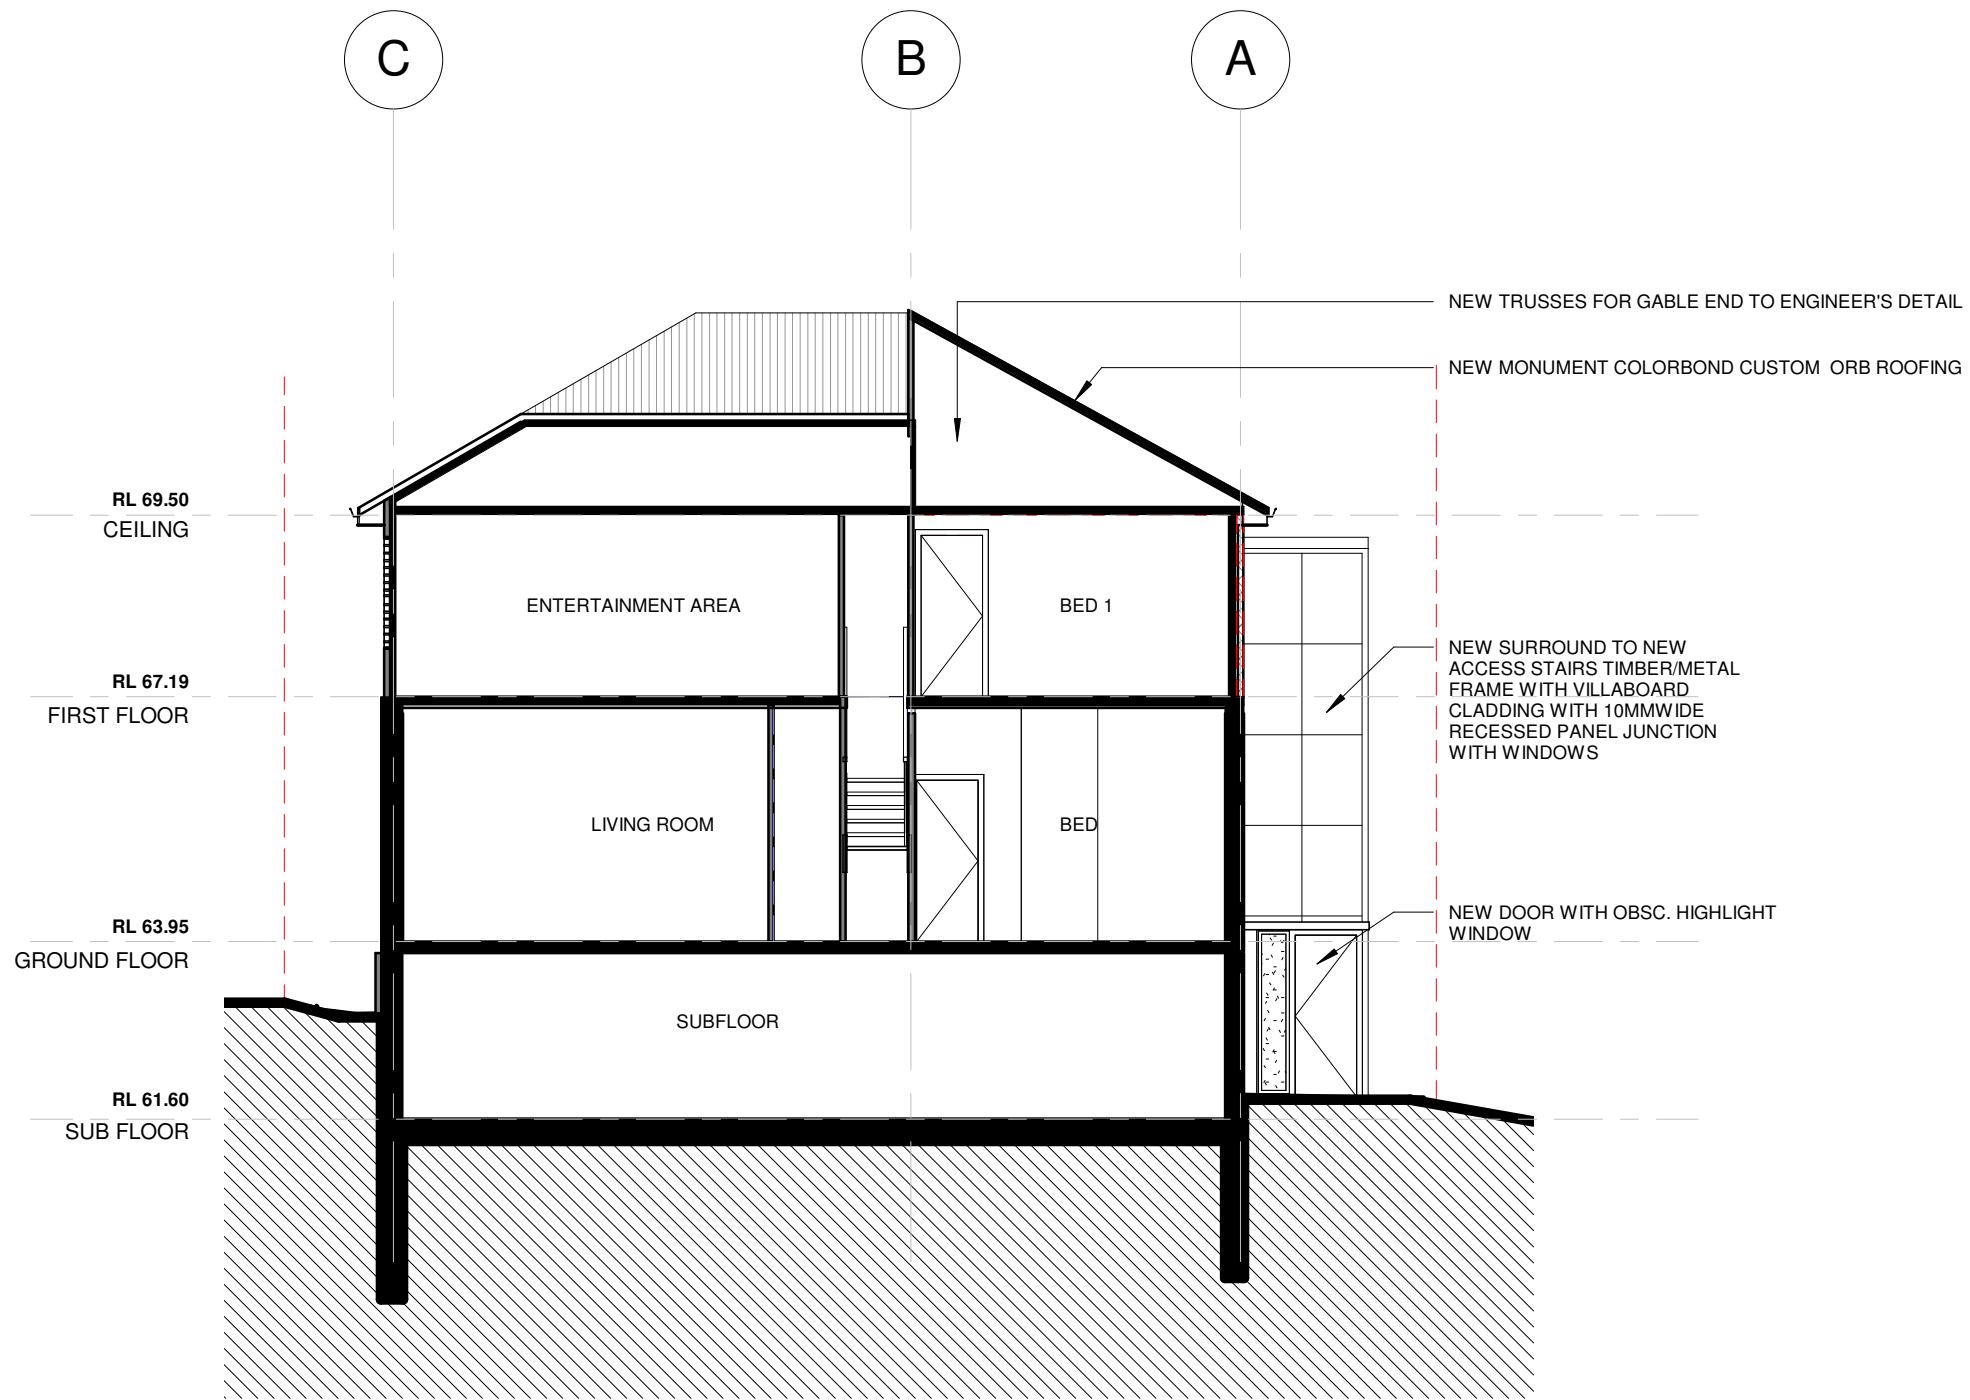 C
B
A
NEW TRUSSES FOR GABLE END TO ENGINEER'S DETAIL
NEW MONUMENT COLORBOND CUSTOM ORB ROOFING
RL 69.50
CEILING
ENTERTAINMENT AREA
BED 1
NEW SURROUND TO NEW
ACCESS STAIRS TIMBER/METAL
FRAME WITH VILLABOARD
CLADDING WITH 10MMWIDE
RECESSED PANEL JUNCTION
WITH WINDOWS
RL 67.19
FIRST FLOOR
LIVING ROOM
BED
NEW DOOR WITH OBSC. HIGHLIGHT
WINDOW
RL 63.95
GROUND FLOOR
SUBFLOOR
RL 61.60
SUB FLOOR